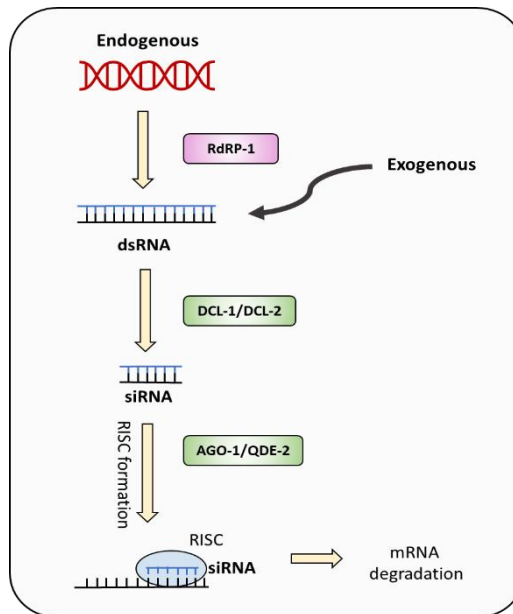 Endogenous
RdRP-1
Exogenous
dsRNA
DCL-1/DCL-2
siRNA
RISC formation
AGO-1/QDE-2
RISC
siRNA
mRNA
degradation